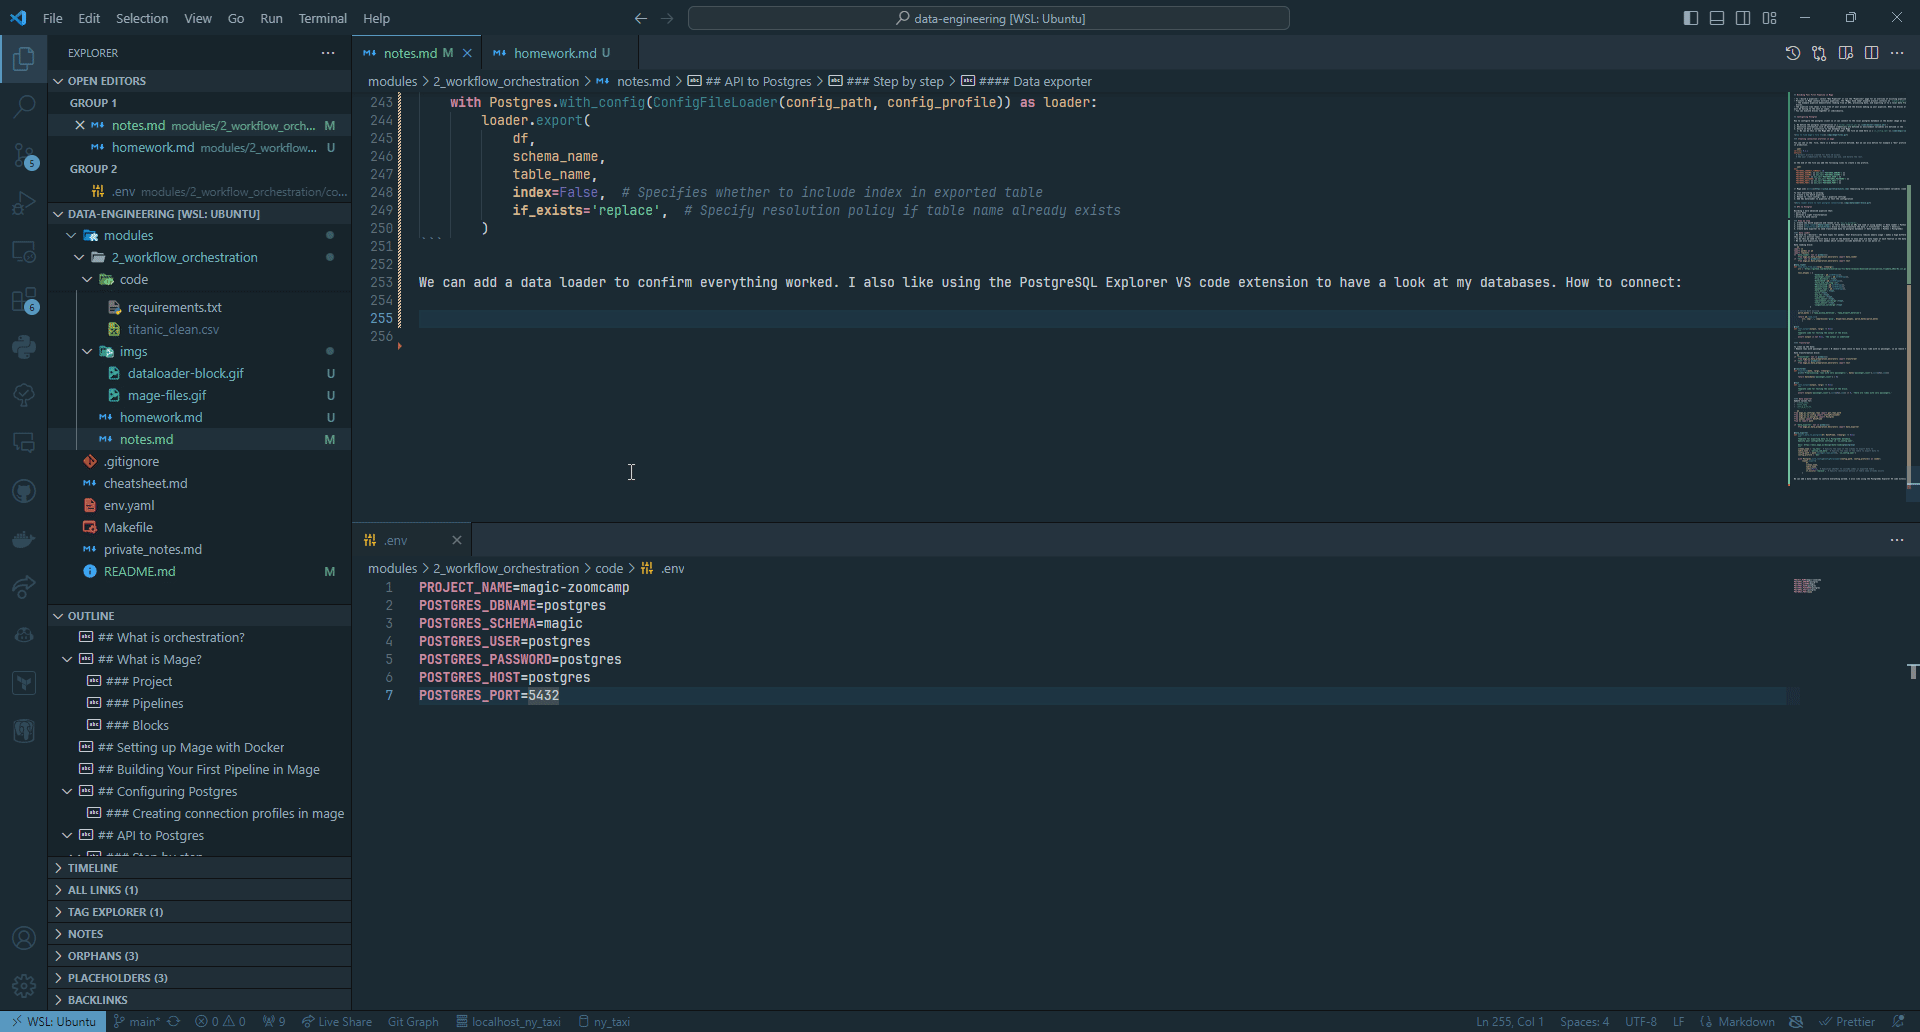 File Edit Selection View Go Run Terminal Help
data-engineering [WSL: Ubuntu]
EXPLORER
OPEN EDITORS
GROUP 1
notes.md modules/2_workflow_orch... M
homework.md modules/2_workflow... U
GROUP 2
.env modules/2_workflow_orchestration/co...
DATA-ENGINEERING [WSL: UBUNTU]
modules
2_workflow_orchestration
code
requirements.txt
titanic_clean.csv
imgs
dataloader-block.gif U
mage-files.gif U
homework.md U
notes.md M
.gitignore
cheatsheet.md
env.yaml
Makefile
private_notes.md
README.md M
5
6
OUTLINE
## What is orchestration?
## What is Mage?
### Project
### Pipelines
### Blocks
## Setting up Mage with Docker
## Building Your First Pipeline in Mage
## Configuring Postgres
### Creating connection profiles in mage
## API to Postgres
### Step by step
TIMELINE
ALL LINKS (1)
TAG EXPLORER (1)
NOTES
ORPHANS (3)
PLACEHOLDERS (3)
BACKLINKS
notes.md M
homework.md U
modules > 2_workflow_orchestration > notes.md > ## API to Postgres > ### Step by step > #### Data exporter
243 with Postgres.with_config(ConfigFileLoader(config_path, config_profile)) as loader:
244 loader.export(
245 df,
246 schema_name,
247 table_name,
248 index=False, # Specifies whether to include index in exported table
249 if_exists='replace', # Specify resolution policy if table name already exists
250 )
251 ```
252
253 We can add a data loader to confirm everything worked. I also like using the PostgreSQL Explorer VS code extension to have a look at my databases. How to connect:
254
255
256
.env
modules > 2_workflow_orchestration > code > .env
1 PROJECT_NAME=magic-zoomcamp
2 POSTGRES_DBNAME=postgres
3 POSTGRES_SCHEMA=magic
4 POSTGRES_USER=postgres
5 POSTGRES_PASSWORD=postgres
6 POSTGRES_HOST=postgres
7 POSTGRES_PORT=5432
WSL: Ubuntu main* 0 0 9 Live Share Git Graph localhost_ny_taxi ny_taxi Ln 255, Col 1 Spaces: 4 UTF-8 LF Markdown Prettier